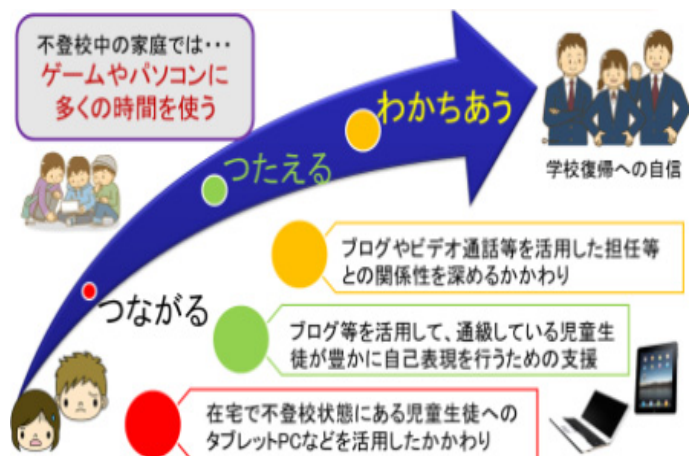 不登校中の家庭では・・・
ゲームやパソコンに
多くの時間を使う
わかちあう
つたえる
つながる
学校復帰への自信
ブログやビデオ通話等を活用した担任等
との関係性を深めるかかわり
ブログ等を活用して、通級している児童生
徒が豊かに自己表現を行うための支援
在宅で不登校状態にある児童生徒への
タブレットPCなどを活用したかかわり